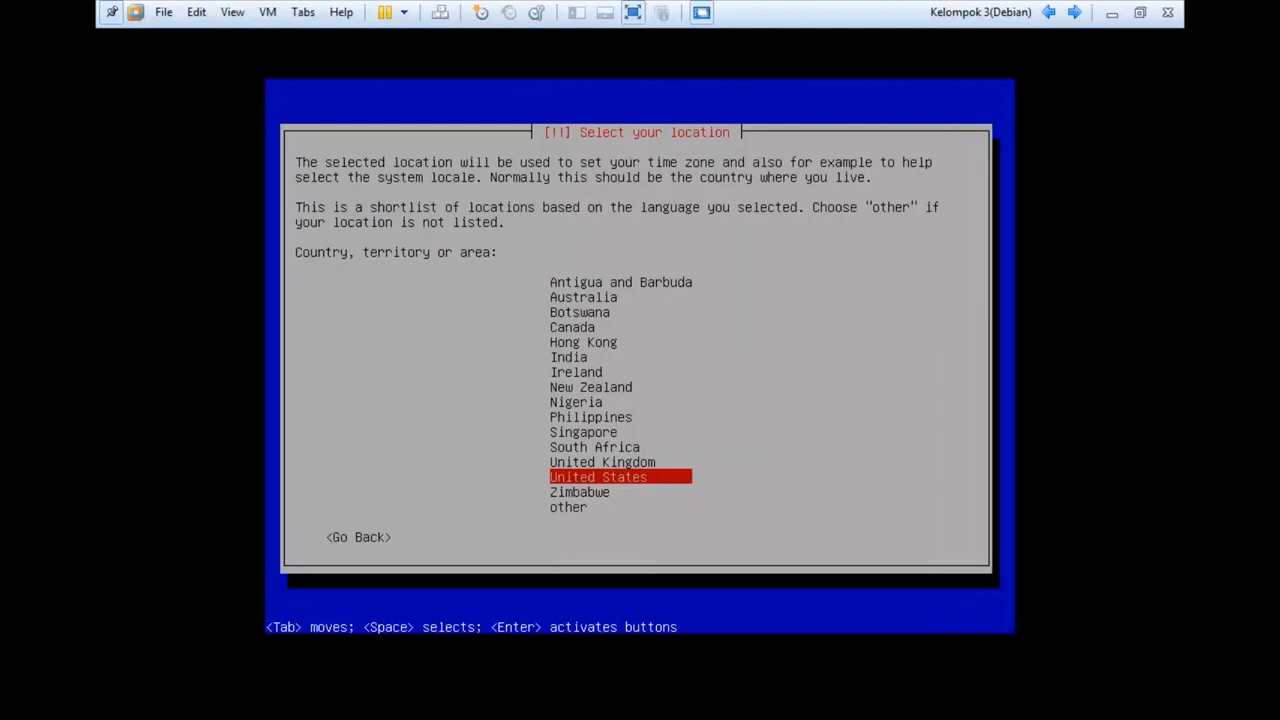 File Edit View VM Tabs Help Kelompok 3(Debian)
[!!] Select your location
The selected location will be used to set your time zone and also for example to help
select the system locale. Normally this should be the country where you live.
This is a shortlist of locations based on the language you selected. Choose "other" if
your location is not listed.
Country, territory or area:
Antigua and Barbuda
Australia
Botswana
Canada
Hong Kong
India
Ireland
New Zealand
Nigeria
Philippines
Singapore
South Africa
United Kingdom
United States
Zimbabwe
other
<Go Back>
<Tab> moves; <Space> selects; <Enter> activates buttons